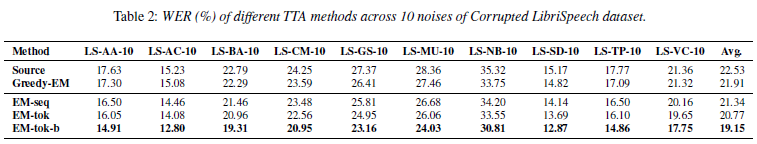 Table 2: WER (%) of different TTA methods across 10 noises of Corrupted LibriSpeech dataset.
Method LS-AA-10 LS-AC-10 LS-BA-10 LS-CM-10 LS-GS-10 LS-MU-10 LS-NB-10 LS-SD-10 LS-TP-10 LS-VC-10 Avg.
Source 17.63 15.23 22.79 24.25 27.37 28.36 35.32 15.17 17.77 21.36 22.53
Greedy-EM 17.30 15.08 22.29 23.59 26.41 27.46 33.75 14.82 17.09 21.32 21.91
EM-seq 16.50 14.46 21.46 23.48 25.81 26.68 34.20 14.14 16.50 20.16 21.34
EM-tok 16.05 14.08 20.96 22.56 24.95 26.06 33.55 13.69 16.10 19.65 20.77
EM-tok-b 14.91 12.80 19.31 20.95 23.16 24.03 30.81 12.87 14.86 17.75 19.15